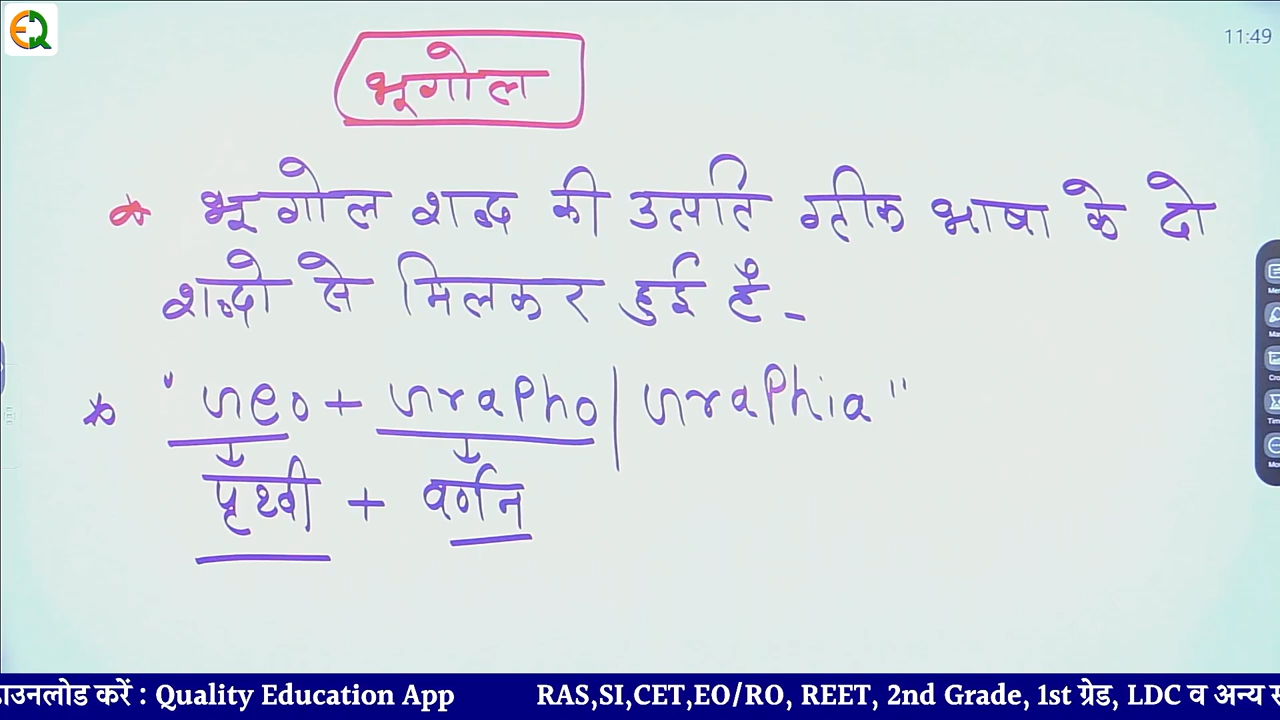 11:49
भूगोल
* भूगोल शब्द की उत्पति ग्रीक भाषा के दो
शब्दो से मिलकर हुई है -
* "Geo + Grapho | Graphia"
पृथ्वी + वर्णन
डाउनलोड करें : Quality Education App RAS,SI,CET,EO/RO, REET, 2nd Grade, 1st ग्रेड, LDC व अन्य